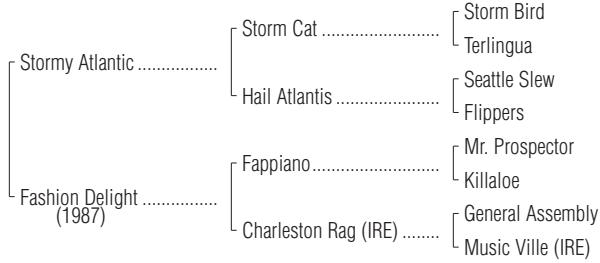 Storm Bird
Storm Cat ........................
Terlingua
Stormy Atlantic ................
Seattle Slew
Hail Atlantis .....................
Flippers
Mr. Prospector
Fappiano..........................
Killaloe
Fashion Delight ...............
(1987)
General Assembly
Charleston Rag (IRE) ........
Music Ville (IRE)